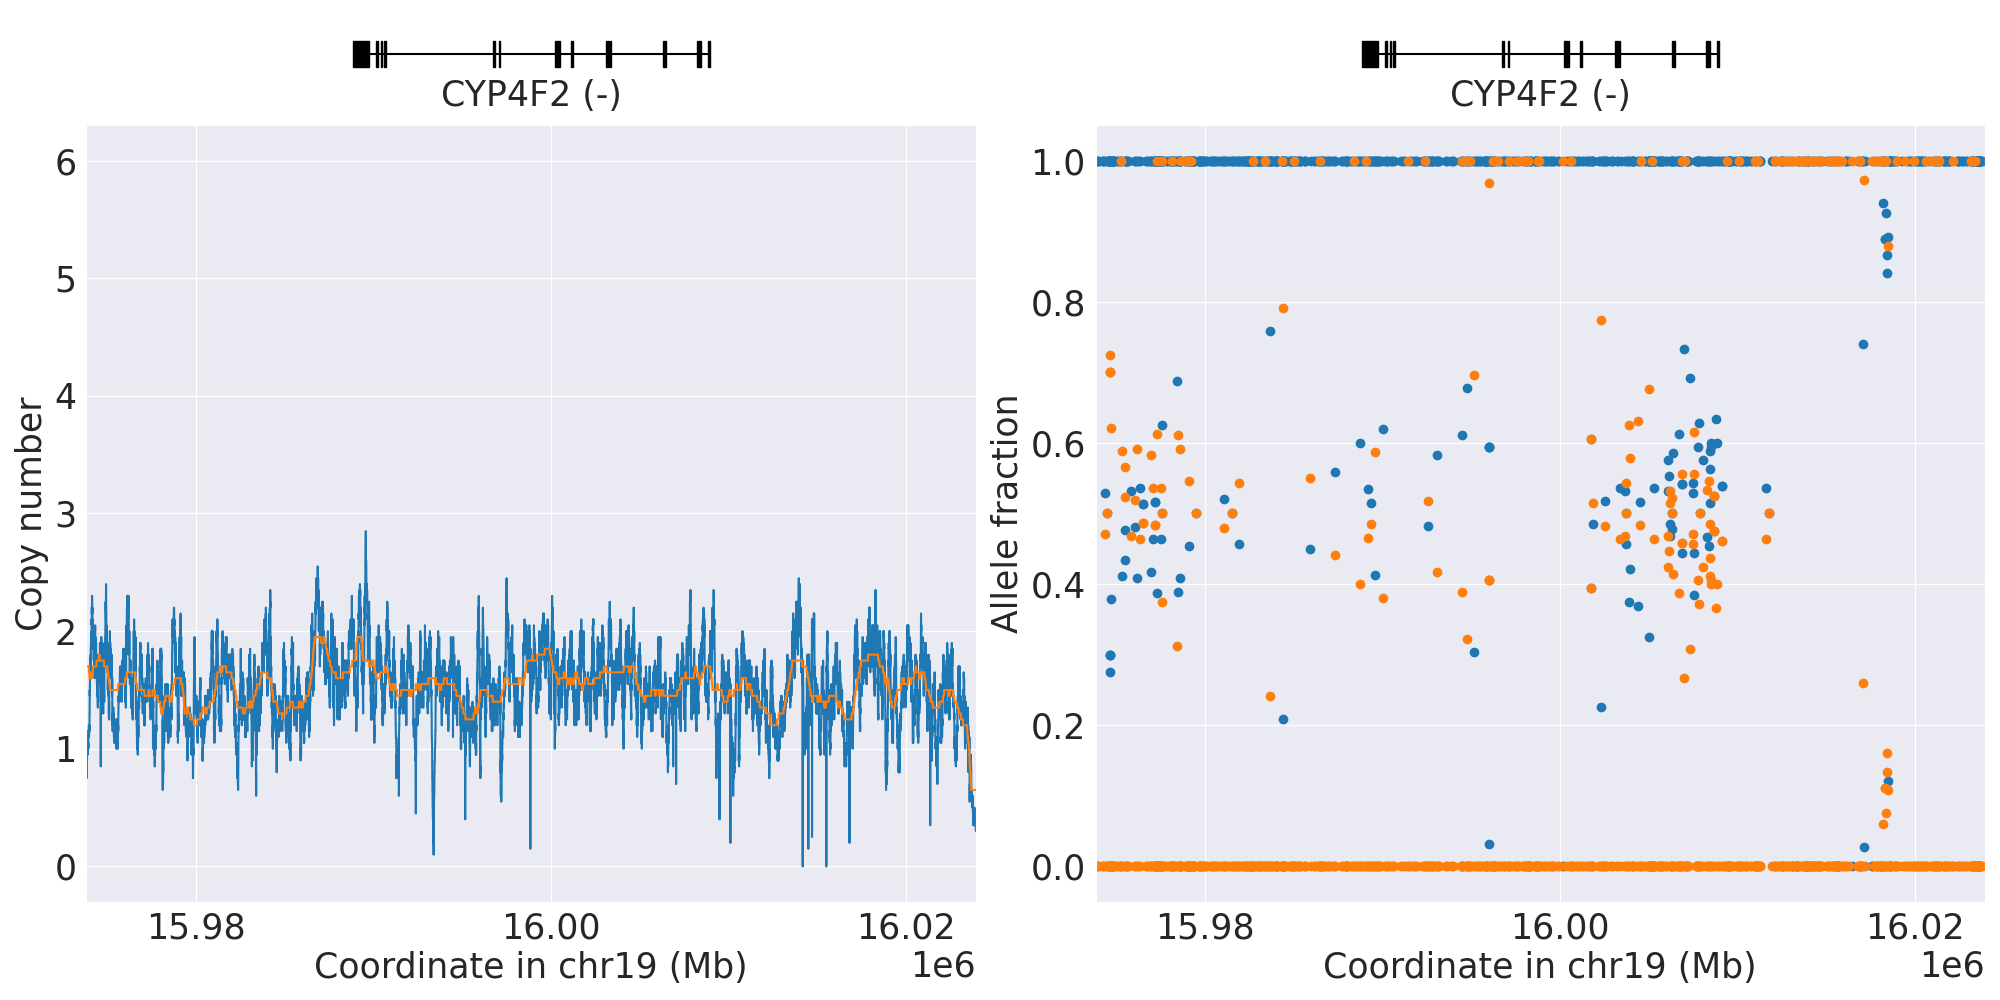 CYP4F2 (-)
6
5
4
3
2
1
0
Copy number
15.98
16.00
16.02
Coordinate in chr19 (Mb)
1e6
CYP4F2 (-)
1.0
0.8
0.6
0.4
0.2
0.0
Allele fraction
15.98
16.00
16.02
Coordinate in chr19 (Mb)
1e6